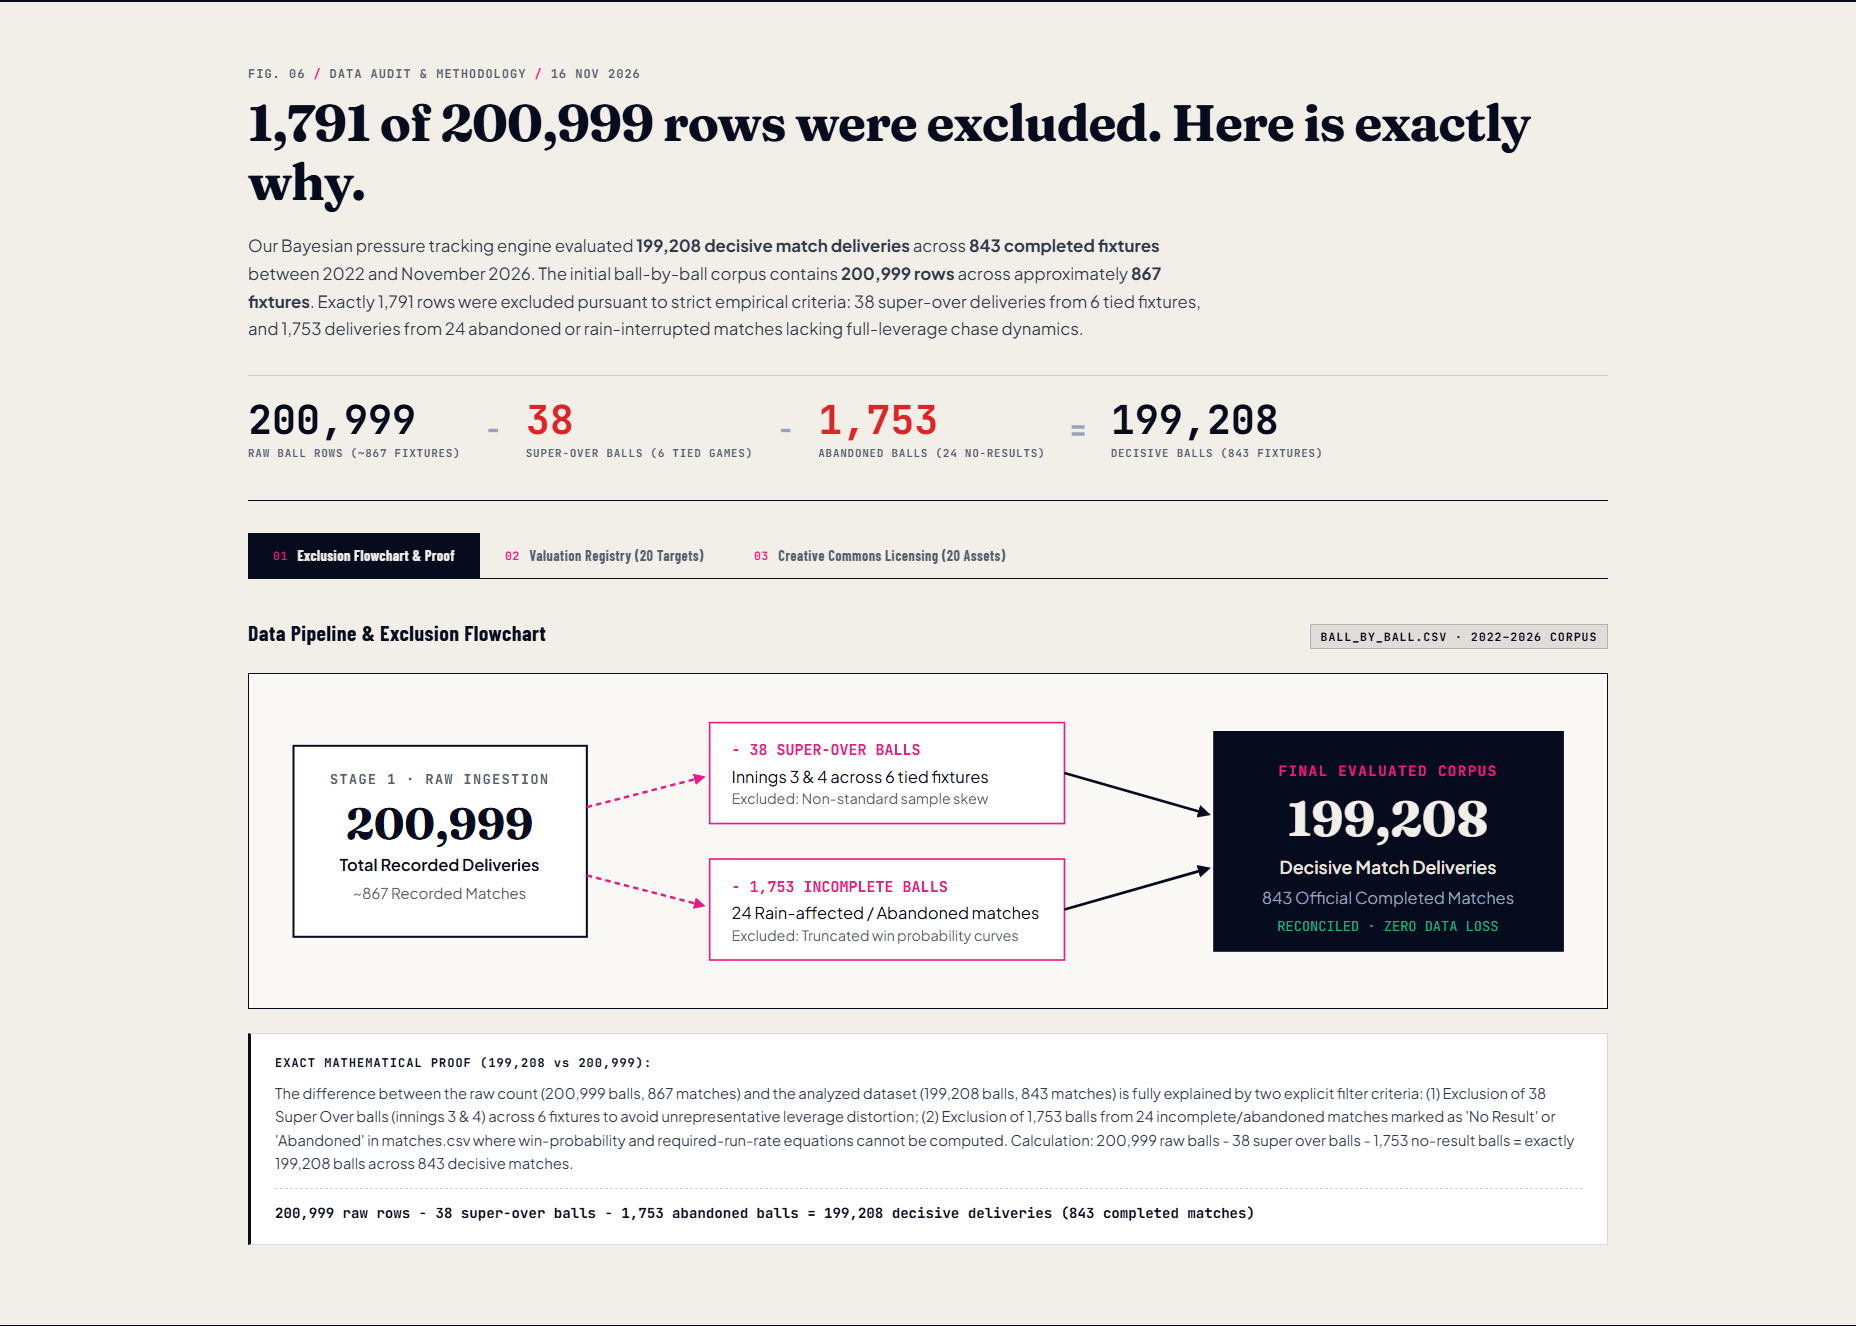 FIG. 06 / DATA AUDIT & METHODOLOGY / 16 NOV 2026
1,791 of 200,999 rows were excluded. Here is exactly
why.
Our Bayesian pressure tracking engine evaluated 199,208 decisive match deliveries across 843 completed fixtures
between 2022 and November 2026. The initial ball-by-ball corpus contains 200,999 rows across approximately 867
fixtures. Exactly 1,791 rows were excluded pursuant to strict empirical criteria: 38 super-over deliveries from 6 tied fixtures,
and 1,753 deliveries from 24 abandoned or rain-interrupted matches lacking full-leverage chase dynamics.
200,999 - 38 - 1,753 = 199,208
RAW BALL ROWS (~867 FIXTURES) SUPER-OVER BALLS (6 TIED GAMES) ABANDONED BALLS (24 NO-RESULTS) DECISIVE BALLS (843 FIXTURES)
01 Exclusion Flowchart & Proof 02 Valuation Registry (20 Targets) 03 Creative Commons Licensing (20 Assets)
Data Pipeline & Exclusion Flowchart
BALL_BY_BALL.CSV · 2022–2026 CORPUS
STAGE 1 · RAW INGESTION
200,999
Total Recorded Deliveries
~867 Recorded Matches
- 38 SUPER-OVER BALLS
Innings 3 & 4 across 6 tied fixtures
Excluded: Non-standard sample skew
- 1,753 INCOMPLETE BALLS
24 Rain-affected / Abandoned matches
Excluded: Truncated win probability curves
FINAL EVALUATED CORPUS
199,208
Decisive Match Deliveries
843 Official Completed Matches
RECONCILED · ZERO DATA LOSS
EXACT MATHEMATICAL PROOF (199,208 vs 200,999):
The difference between the raw count (200,999 balls, 867 matches) and the analyzed dataset (199,208 balls, 843 matches) is fully explained by two explicit filter criteria: (1) Exclusion of 38
Super Over balls (innings 3 & 4) across 6 fixtures to avoid unrepresentative leverage distortion; (2) Exclusion of 1,753 balls from 24 incomplete/abandoned matches marked as 'No Result' or
'Abandoned' in matches.csv where win-probability and required-run-rate equations cannot be computed. Calculation: 200,999 raw balls - 38 super over balls - 1,753 no-result balls = exactly
199,208 balls across 843 decisive matches.
200,999 raw rows - 38 super-over balls - 1,753 abandoned balls = 199,208 decisive deliveries (843 completed matches)